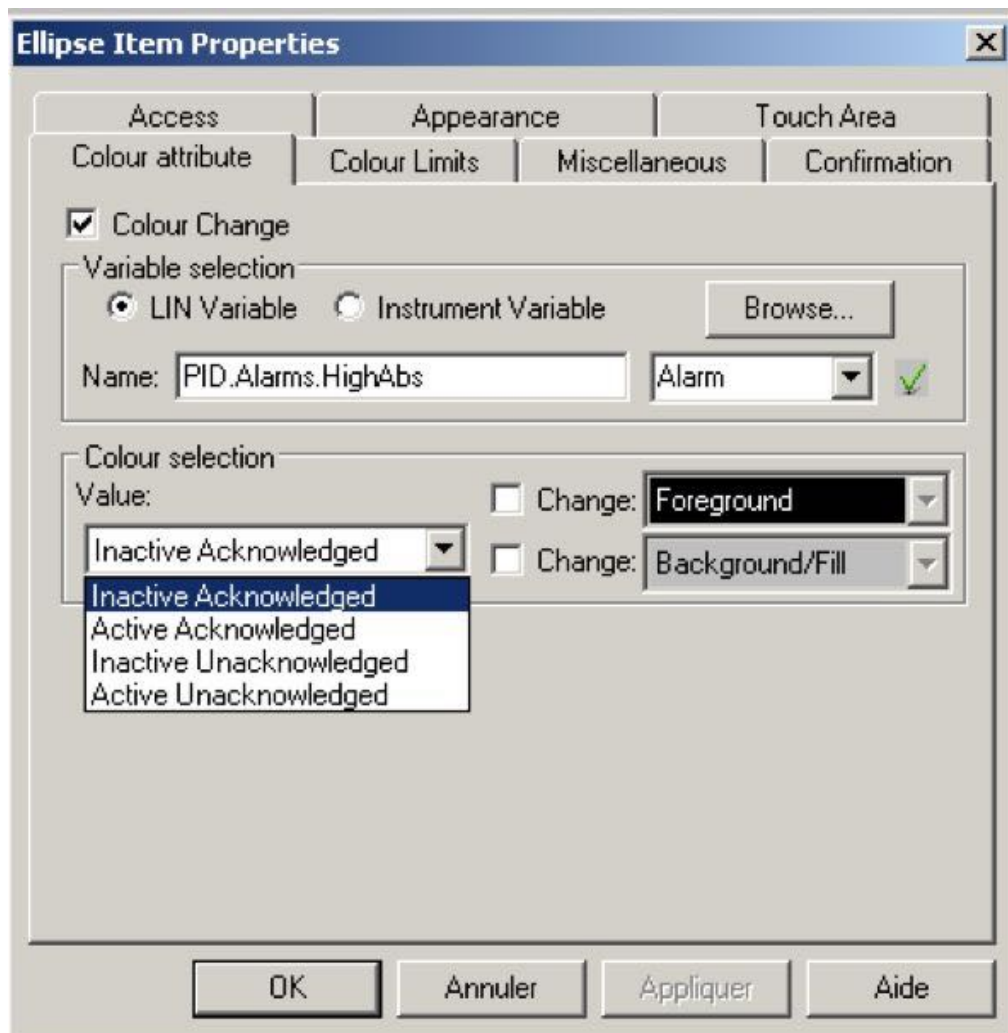 Ellipse Item Properties
Access Appearance Touch Area
Colour attribute Colour Limits Miscellaneous Confirmation
Colour Change
Variable selection
LIN Variable Instrument Variable Browse...
Name: PID.Alarms.HighAbs Alarm
Colour selection
Value:
Change: Foreground
Inactive Acknowledged
Change: Background/Fill
Inactive Acknowledged
Active Acknowledged
Inactive Unacknowledged
Active Unacknowledged
OK Annuler Appliquer Aide